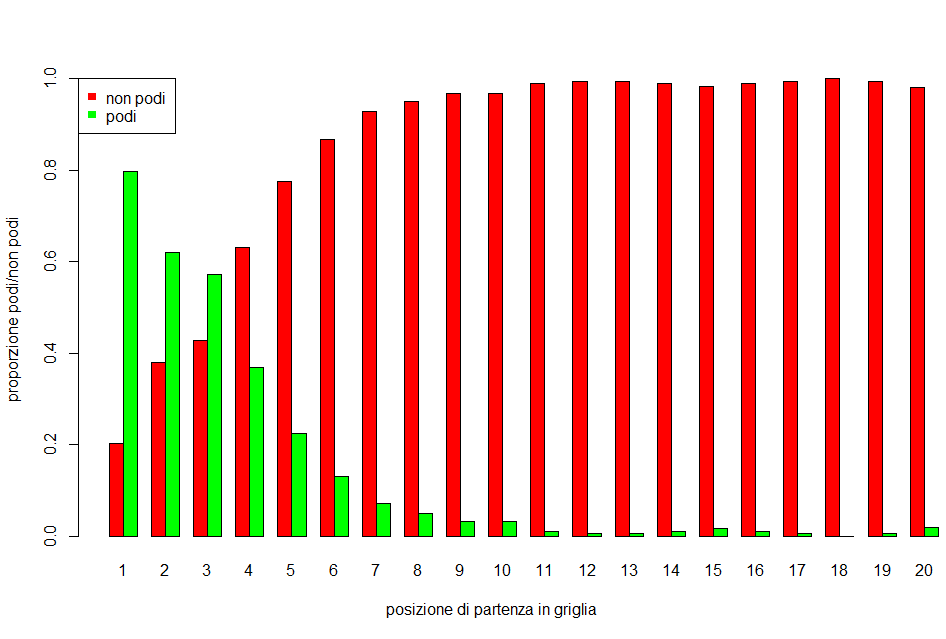 non podi
podi
proporzione podi/non podi
0.0
0.2
0.4
0.6
0.8
1.0
1 2 3 4 5 6 7 8 9 10 11 12 13 14 15 16 17 18 19 20
posizione di partenza in griglia